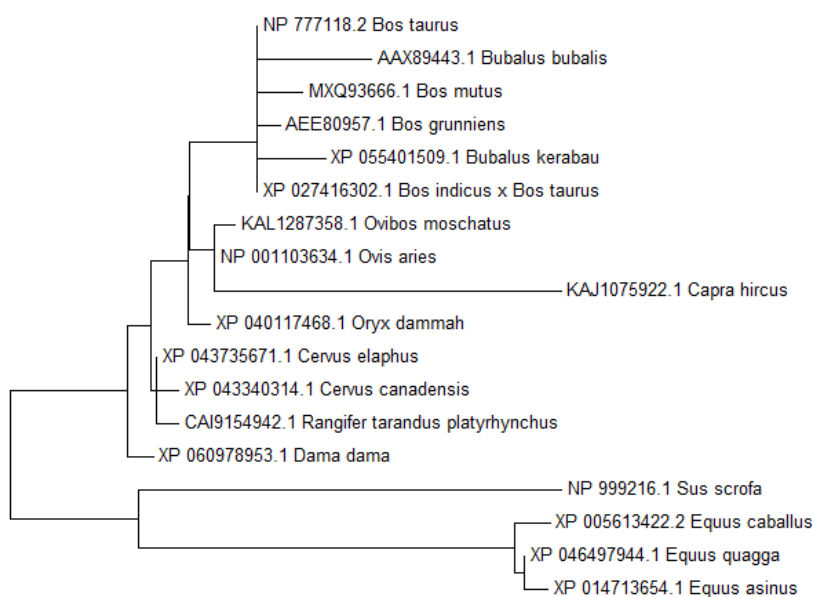 NP 777118.2 Bos taurus
AAX89443.1 Bubalus bubalis
MXQ93666.1 Bos mutus
AEE80957.1 Bos grunniens
XP 055401509.1 Bubalus kerabau
XP 027416302.1 Bos indicus x Bos taurus
KAL1287358.1 Ovibos moschatus
NP 001103634.1 Ovis aries
KAJ1075922.1 Capra hircus
XP 040117468.1 Oryx dammah
XP 043735671.1 Cervus elaphus
XP 043340314.1 Cervus canadensis
CAI9154942.1 Rangifer tarandus platyrhynchus
XP 060978953.1 Dama dama
NP 999216.1 Sus scrofa
XP 005613422.2 Equus caballus
XP 046497944.1 Equus quagga
XP 014713654.1 Equus asinus